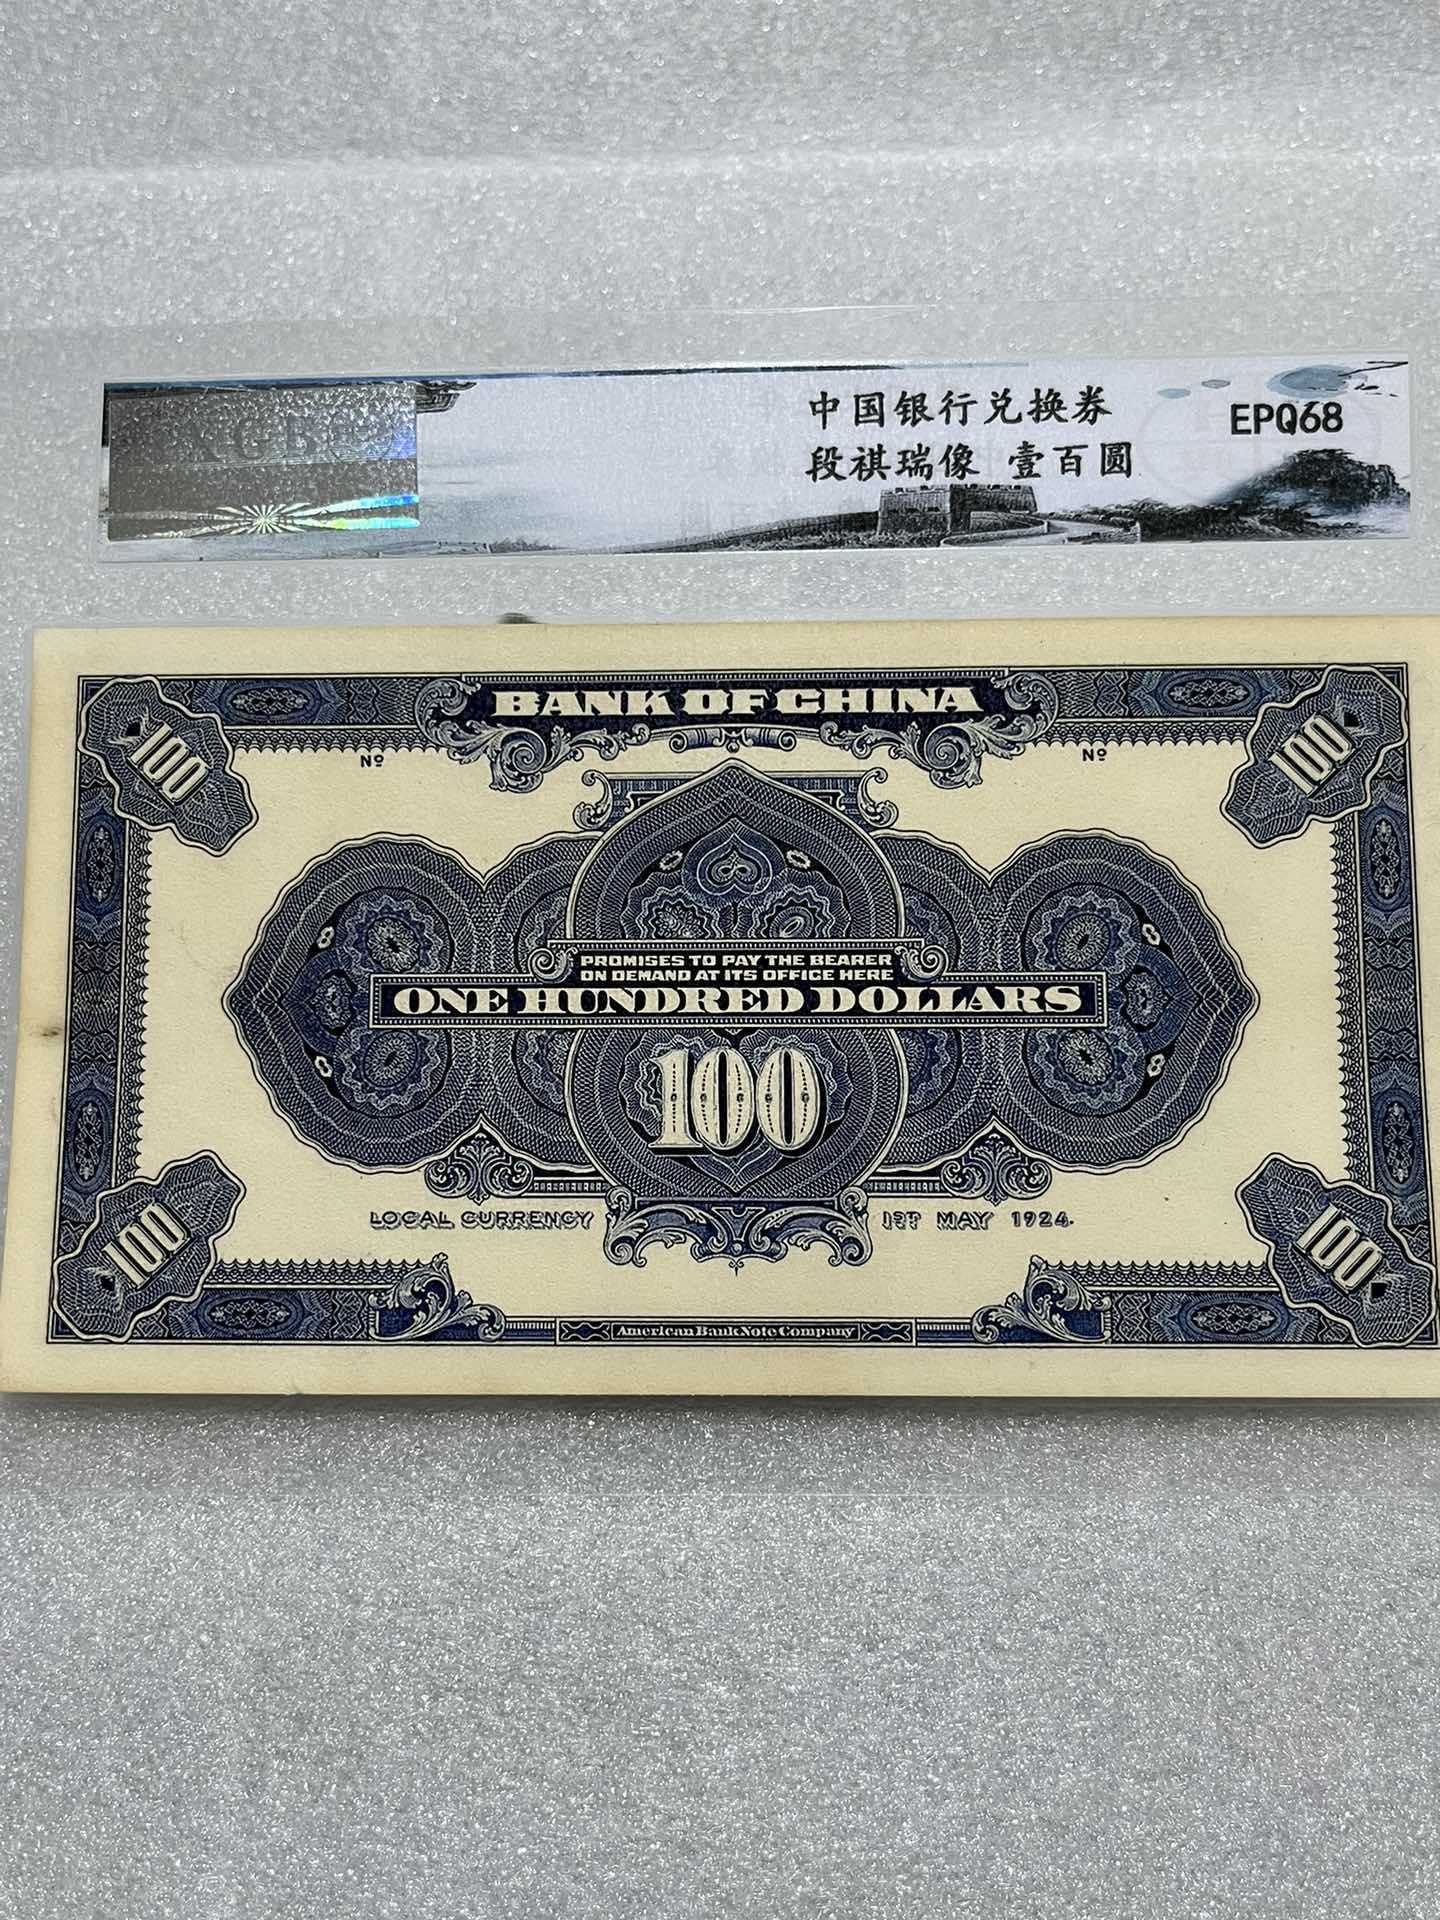 中国银行兑换券
EPQ68
段祺瑞像 壹百圆
BANK OF CHINA
100
100
Nº
Nº
PROMISES TO PAY THE BEARER
ON DEMAND AT ITS OFFICE HERE
ONE HUNDRED DOLLARS
100
LOCAL CURRENCY
1ST MAY 1924.
100
100
American Bank Note Company